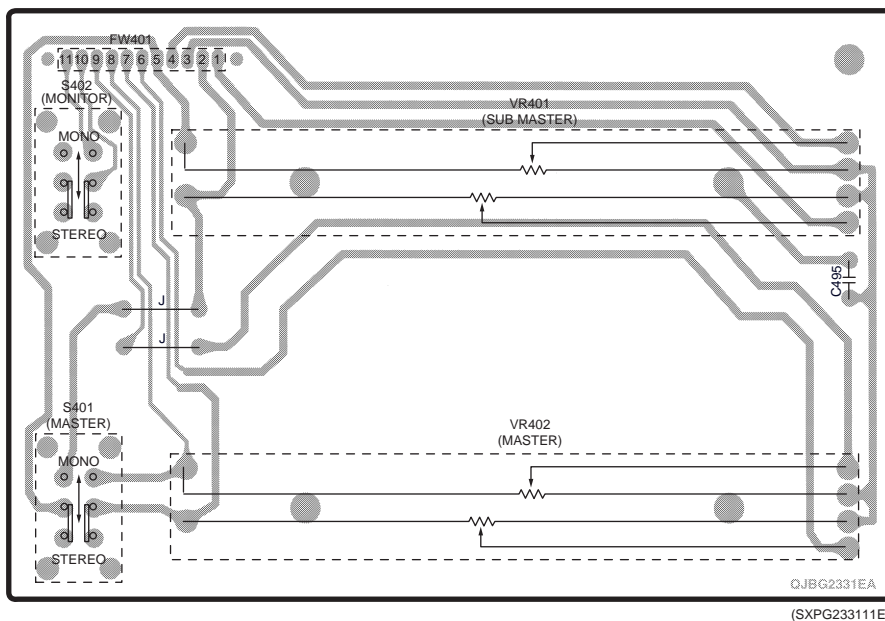 FW401
11 10 9 8 7 6 5 4 3 2 1
S402
(MONITOR)
MONO
STEREO
VR401
(SUB MASTER)
C495
J
J
S401
(MASTER)
MONO
STEREO
VR402
(MASTER)
QJBG2331EA
(SXPG233111E